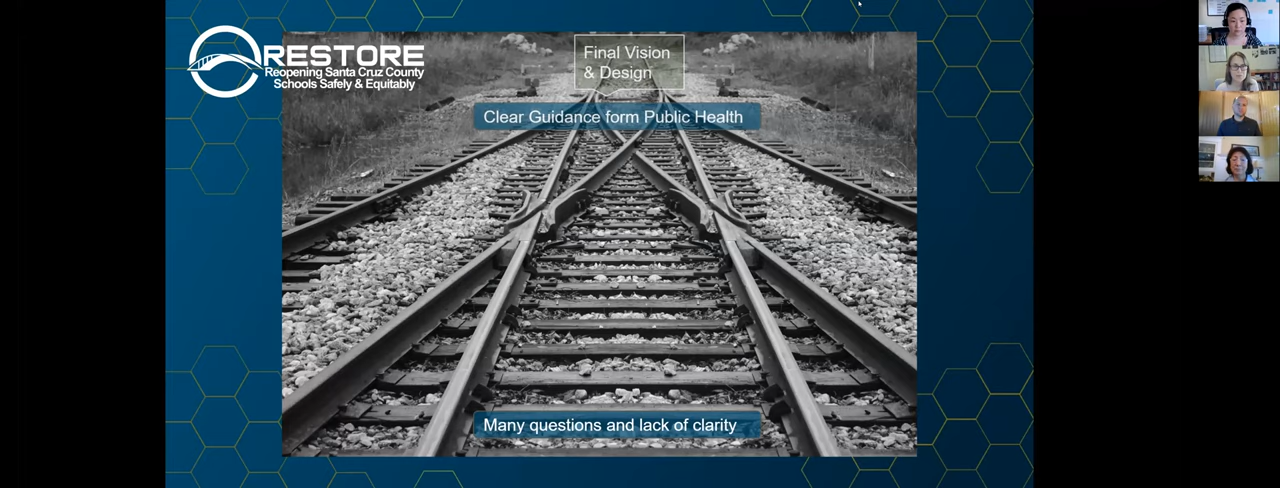 RESTORE
Reopening Santa Cruz County
Schools Safely & Equitably
Final Vision
& Design
Clear Guidance form Public Health
Many questions and lack of clarity